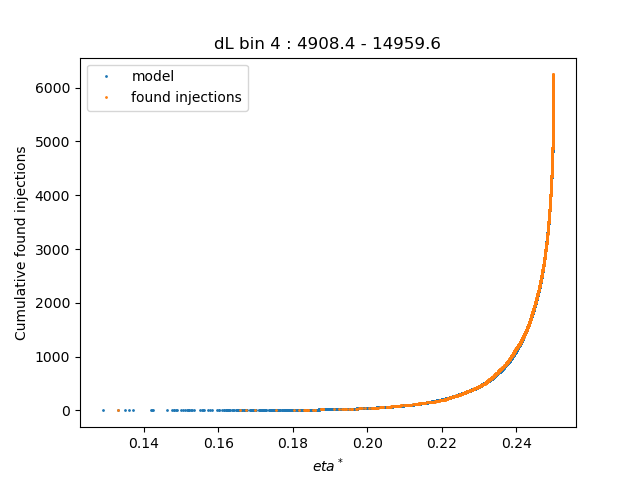 dL bin 4 : 4908.4 - 14959.6
model
found injections
Cumulative found injections
6000
5000
4000
3000
2000
1000
0
0.14 0.16 0.18 0.20 0.22 0.24
eta*